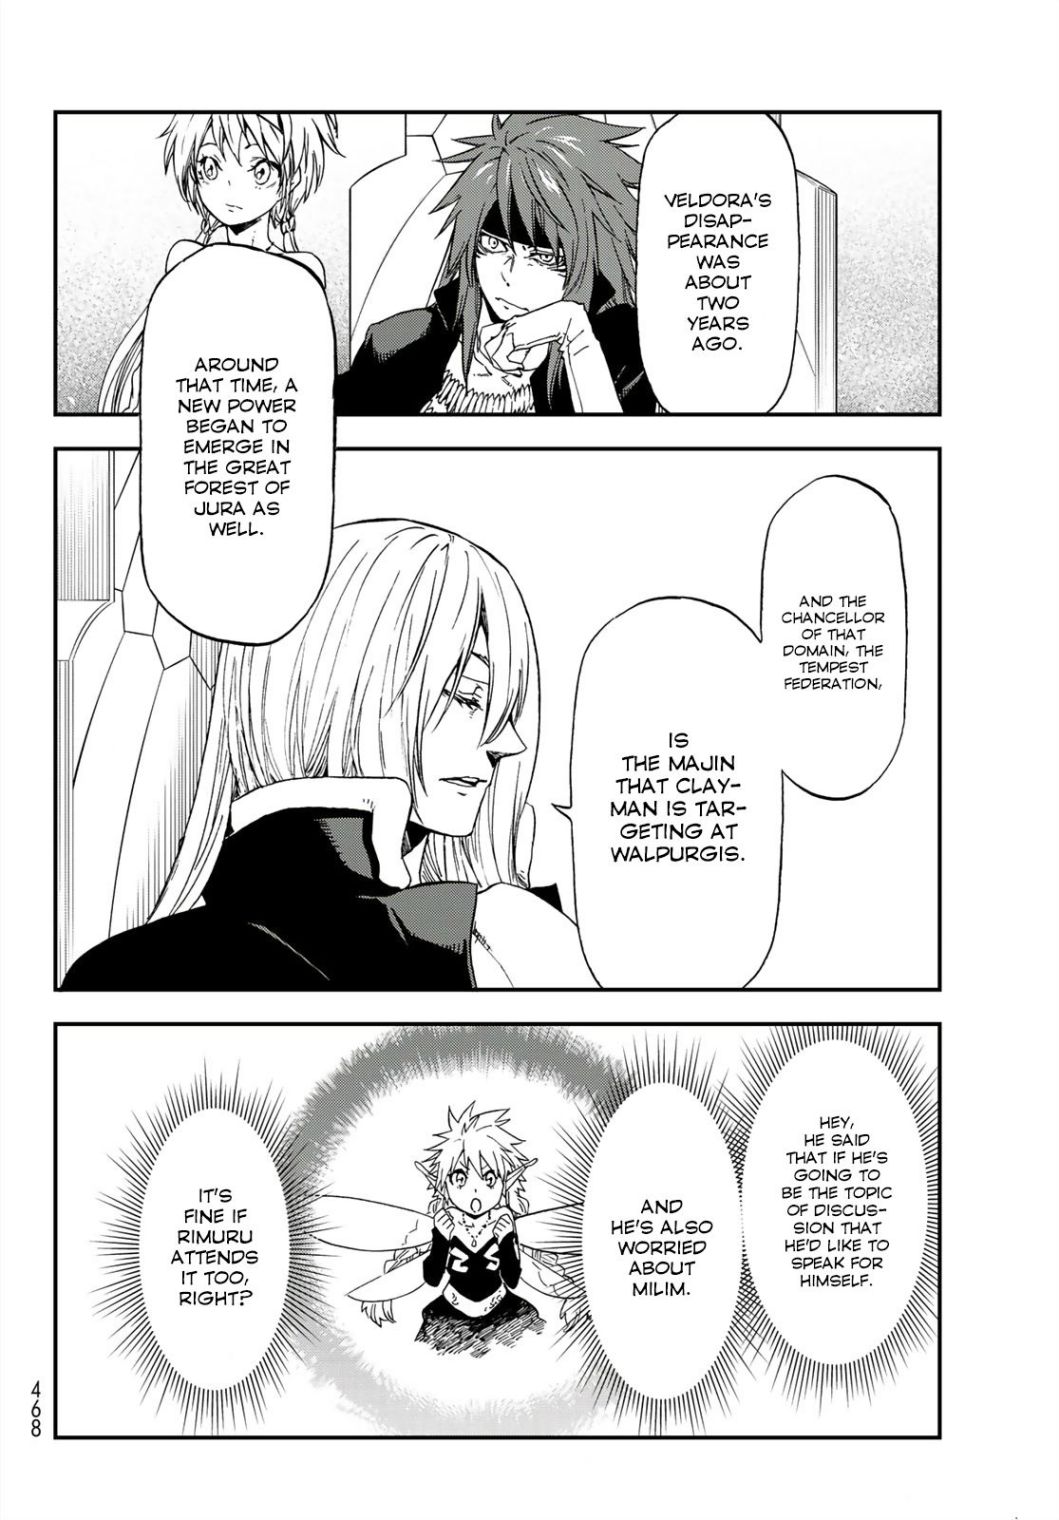 VELDORA'S
DISAP-
PEARANCE
WAS
ABOUT
TWO
YEARS
AGO.
AROUND
THAT TIME, A
NEW POWER
BEGAN TO
EMERGE IN
THE GREAT
FOREST OF
JURA AS
WELL.
AND THE
CHANCELLOR
OF THAT
DOMAIN, THE
TEMPEST
FEDERATION,
IS
THE MAJIN
THAT CLAY-
MAN IS TAR-
GETING AT
WALPURGIS.
HEY,
HE SAID
THAT IF HE'S
GOING TO
BE THE TOPIC
OF DISCUS-
SION THAT
HE'D LIKE TO
SPEAK FOR
HIMSELF.
AND
HE'S ALSO
WORRIED
ABOUT
MILIM.
IT'S
FINE IF
RIMURU
ATTENDS
IT TOO,
RIGHT?
468